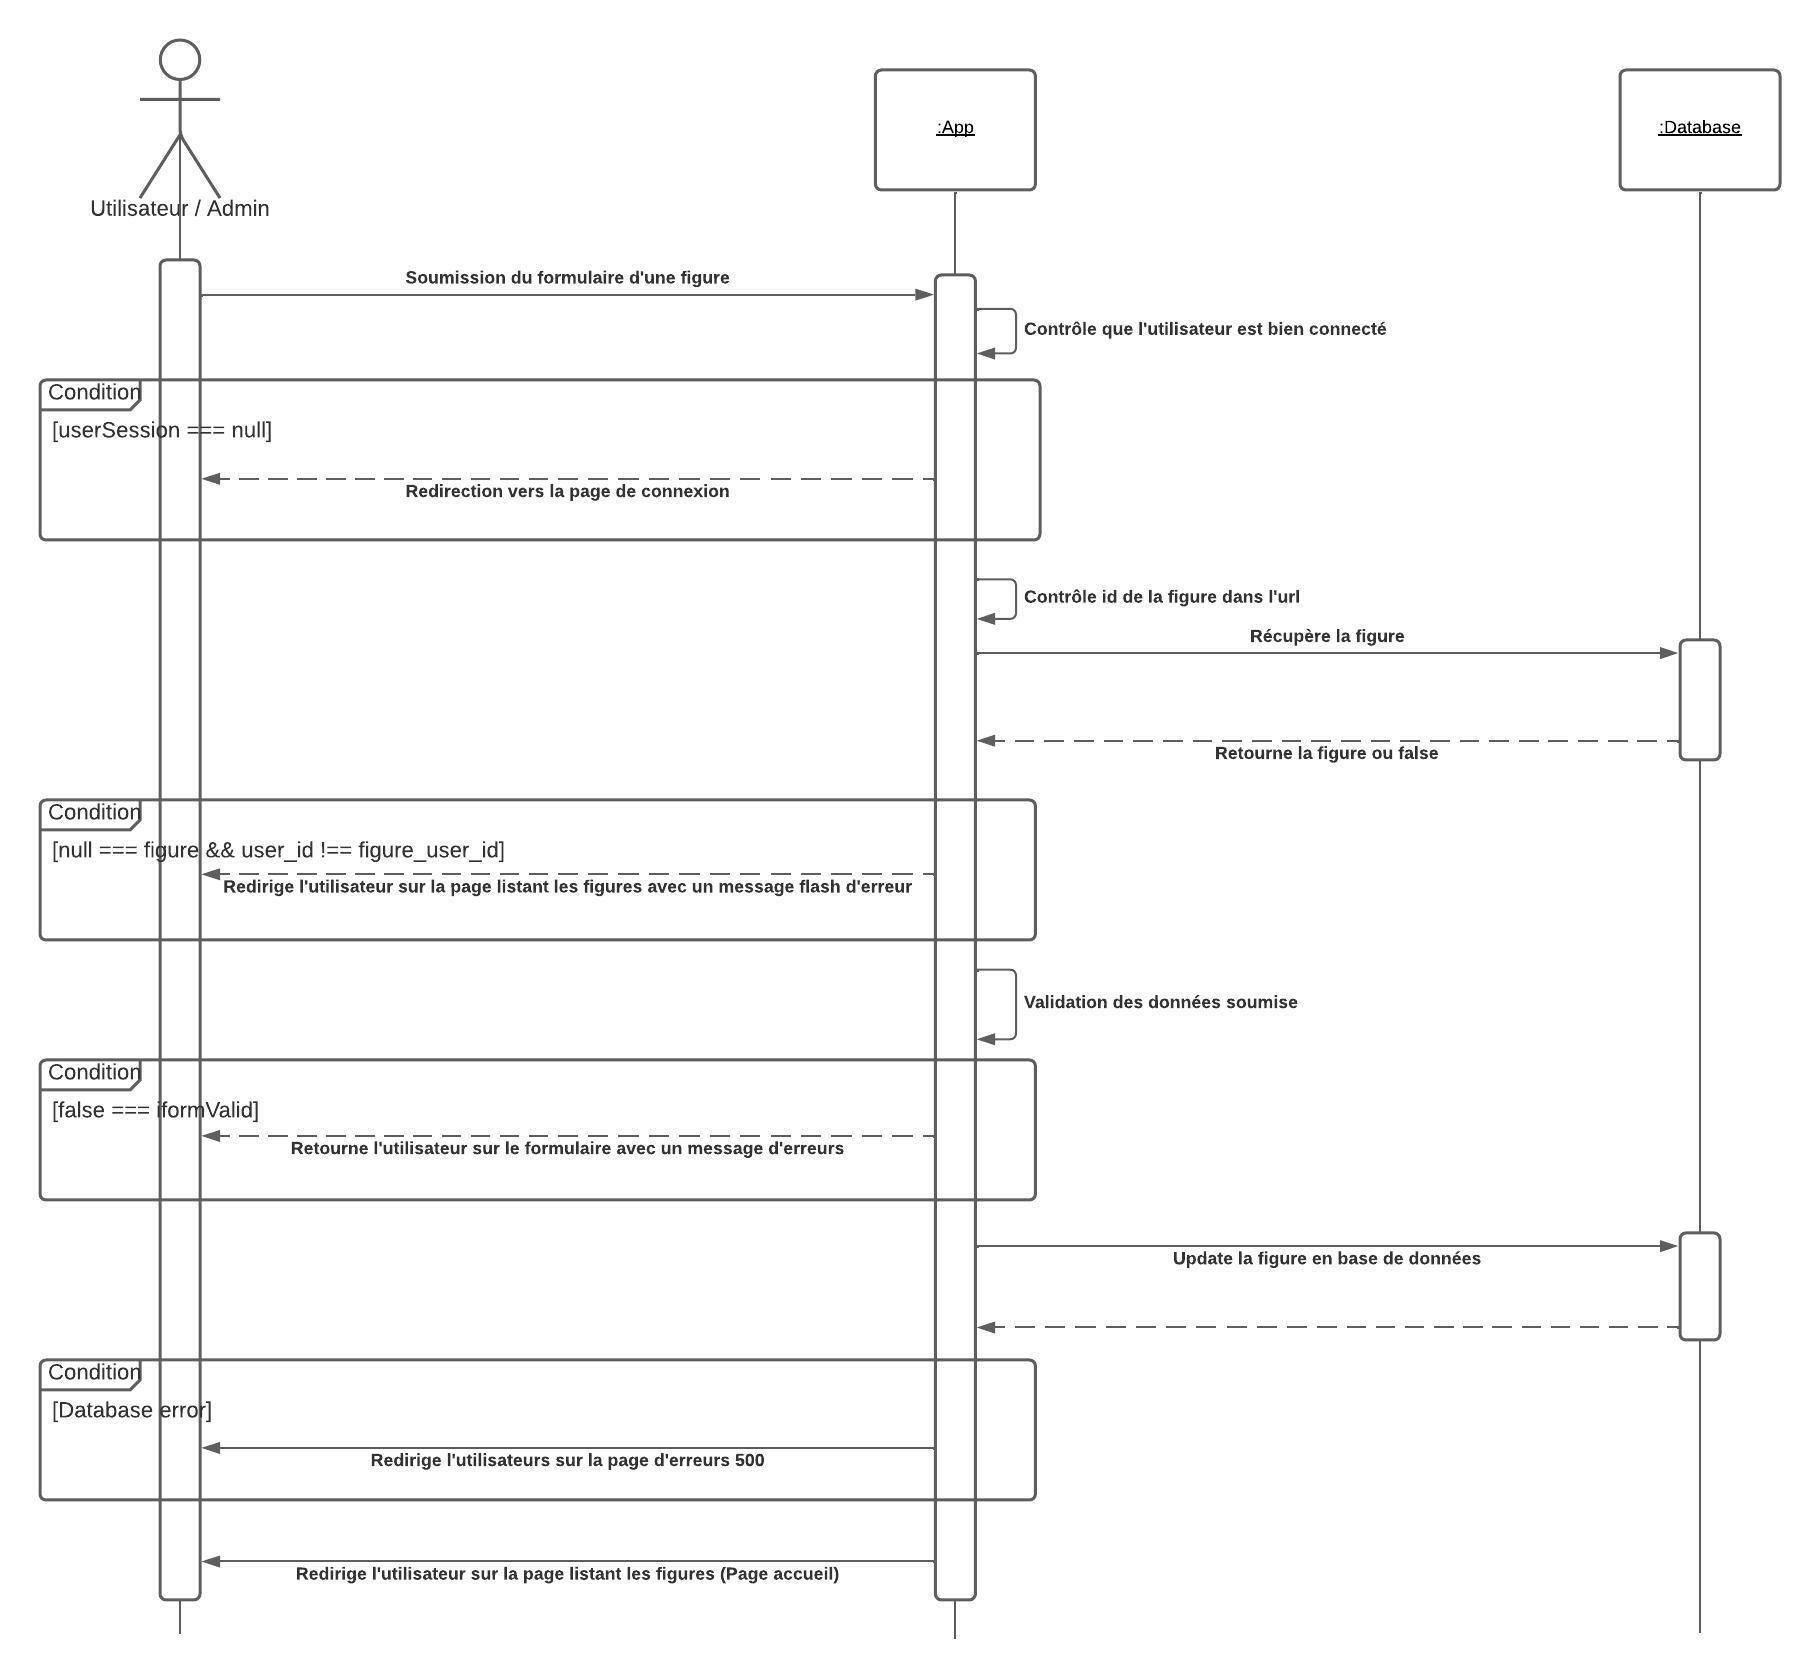 :App
:Database
Utilisateur / Admin
Soumission du formulaire d'une figure
Contrôle que l'utilisateur est bien connecté
Condition
[userSession === null]
Redirection vers la page de connexion
Contrôle id de la figure dans l'url
Récupère la figure
Retourne la figure ou false
Condition
[null === figure && user_id !== figure_user_id]
Redirige l'utilisateur sur la page listant les figures avec un message flash d'erreur
Validation des données soumise
Condition
[false === iformValid]
Retourne l'utilisateur sur le formulaire avec un message d'erreurs
Update la figure en base de données
Condition
[Database error]
Redirige l'utilisateurs sur la page d'erreurs 500
Redirige l'utilisateur sur la page listant les figures (Page accueil)